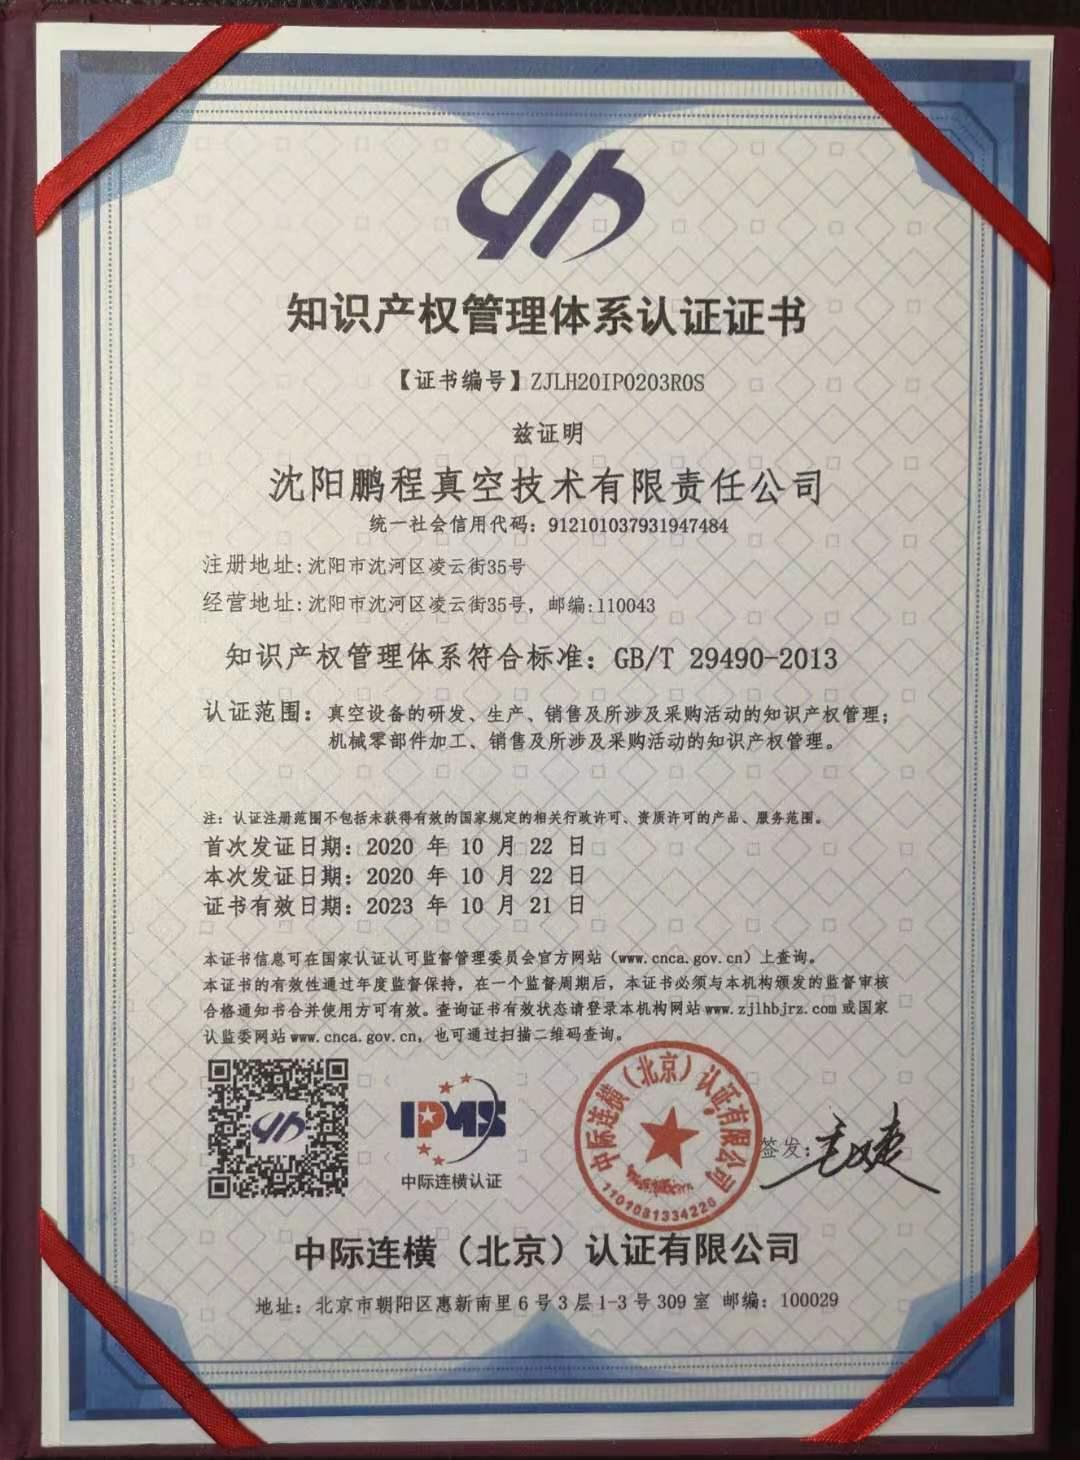 知识产权管理体系认证证书
【证书编号】ZJLH20IP0203R0S
兹证明
沈阳鹏程真空技术有限责任公司
统一社会信用代码：912101037931947484
注册地址:沈阳市沈河区凌云街35号
经营地址:沈阳市沈河区凌云街35号，邮编:110043
知识产权管理体系符合标准：GB/T 29490-2013
认证范围：真空设备的研发、生产、销售及所涉及采购活动的知识产权管理；
机械零部件加工、销售及所涉及采购活动的知识产权管理。
注：认证注册范围不包括未获得有效的国家规定的相关行政许可、资质许可的产品、服务范围。
首次发证日期：2020 年 10 月 22 日
本次发证日期：2020 年 10 月 22 日
证书有效日期：2023 年 10 月 21 日
本证书信息可在国家认证认可监督管理委员会官方网站（www.cnca.gov.cn）上查询。
本证书的有效性通过年度监督保持，在一个监督周期后，本证书必须与本机构颁发的监督审核
合格通知书合并使用方可有效。查询证书有效状态请登录本机构网站www.zjlhbjrz.com或国家
认监委网站www.cnca.gov.cn，也可通过扫描二维码查询。
IPMS
中际连横认证
中际连横（北京）认证有限公司
1101081334226
签发：
中际连横（北京）认证有限公司
地址：北京市朝阳区惠新南里6号3层1-3号309室 邮编：100029